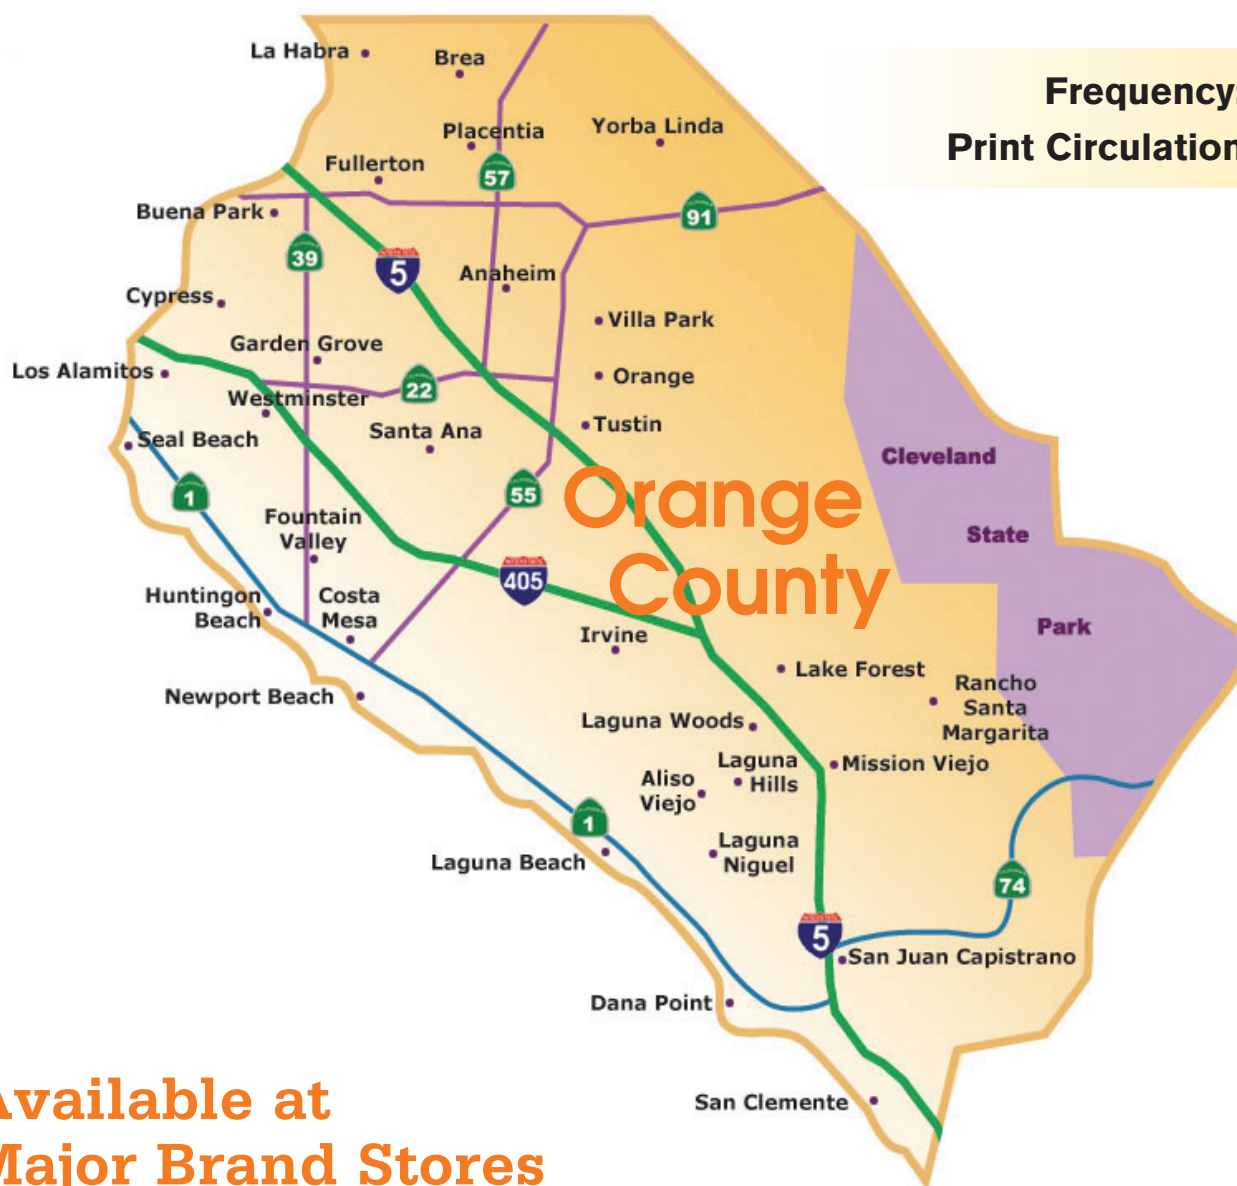 La Habra
Brea
Frequency:
Print Circulation
Placentia
Yorba Linda
Fullerton
57
Buena Park
91
39
5
Anaheim
Cypress
Villa Park
Garden Grove
Los Alamitos
22
Orange
Westminster
Santa Ana
Tustin
Seal Beach
Cleveland
1
55
Orange
County
Fountain
Valley
State
405
Huntingon
Beach
Costa
Mesa
Irvine
Park
Lake Forest
Rancho
Santa
Margarita
Newport Beach
Laguna Woods
Laguna
Hills
Mission Viejo
Aliso
Viejo
1
Laguna
Niguel
Laguna Beach
74
5
San Juan Capistrano
Dana Point
San Clemente
Available at
Major Brand Stores